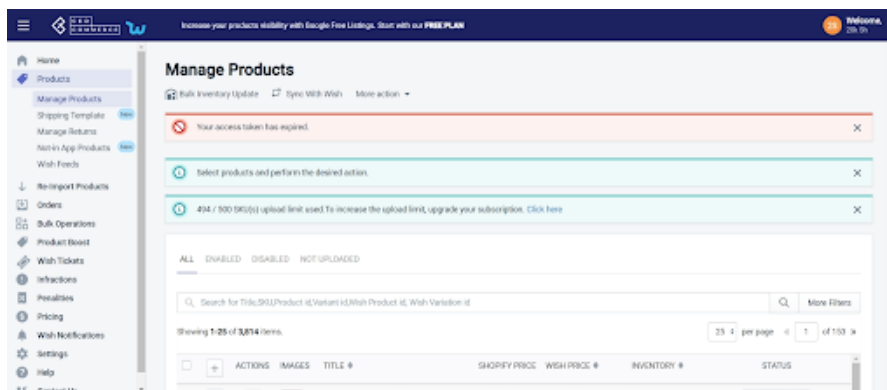 CED
COMMERCE
Increase your products visibility with Google Free Listings. Start with our FREE PLAN
Welcome,
Home
Products
Manage Products
Shipping Template New
Manage Returns
Not-in App Products New
Wish Feeds
Re-Import Products
Orders
Bulk Operations
Product Boost
Wish Tickets
Infractions
Penalties
Pricing
Wish Notifications
Settings
Help
Manage Products
Bulk Inventory Update Sync With Wish More action
Your access token has expired.
Select products and perform the desired action.
494 / 500 SKU(s) upload limit used.To increase the upload limit, upgrade your subscription. Click here
ALL ENABLED DISABLED NOT UPLOADED
Search for Title,SKU,Product id,Variant id,Wish Product id, Wish Variation id
More Filters
Showing 1-25 of 3,814 items.
25 per page « 1 of 153 »
ACTIONS IMAGES TITLE SHOPIFY PRICE WISH PRICE INVENTORY STATUS